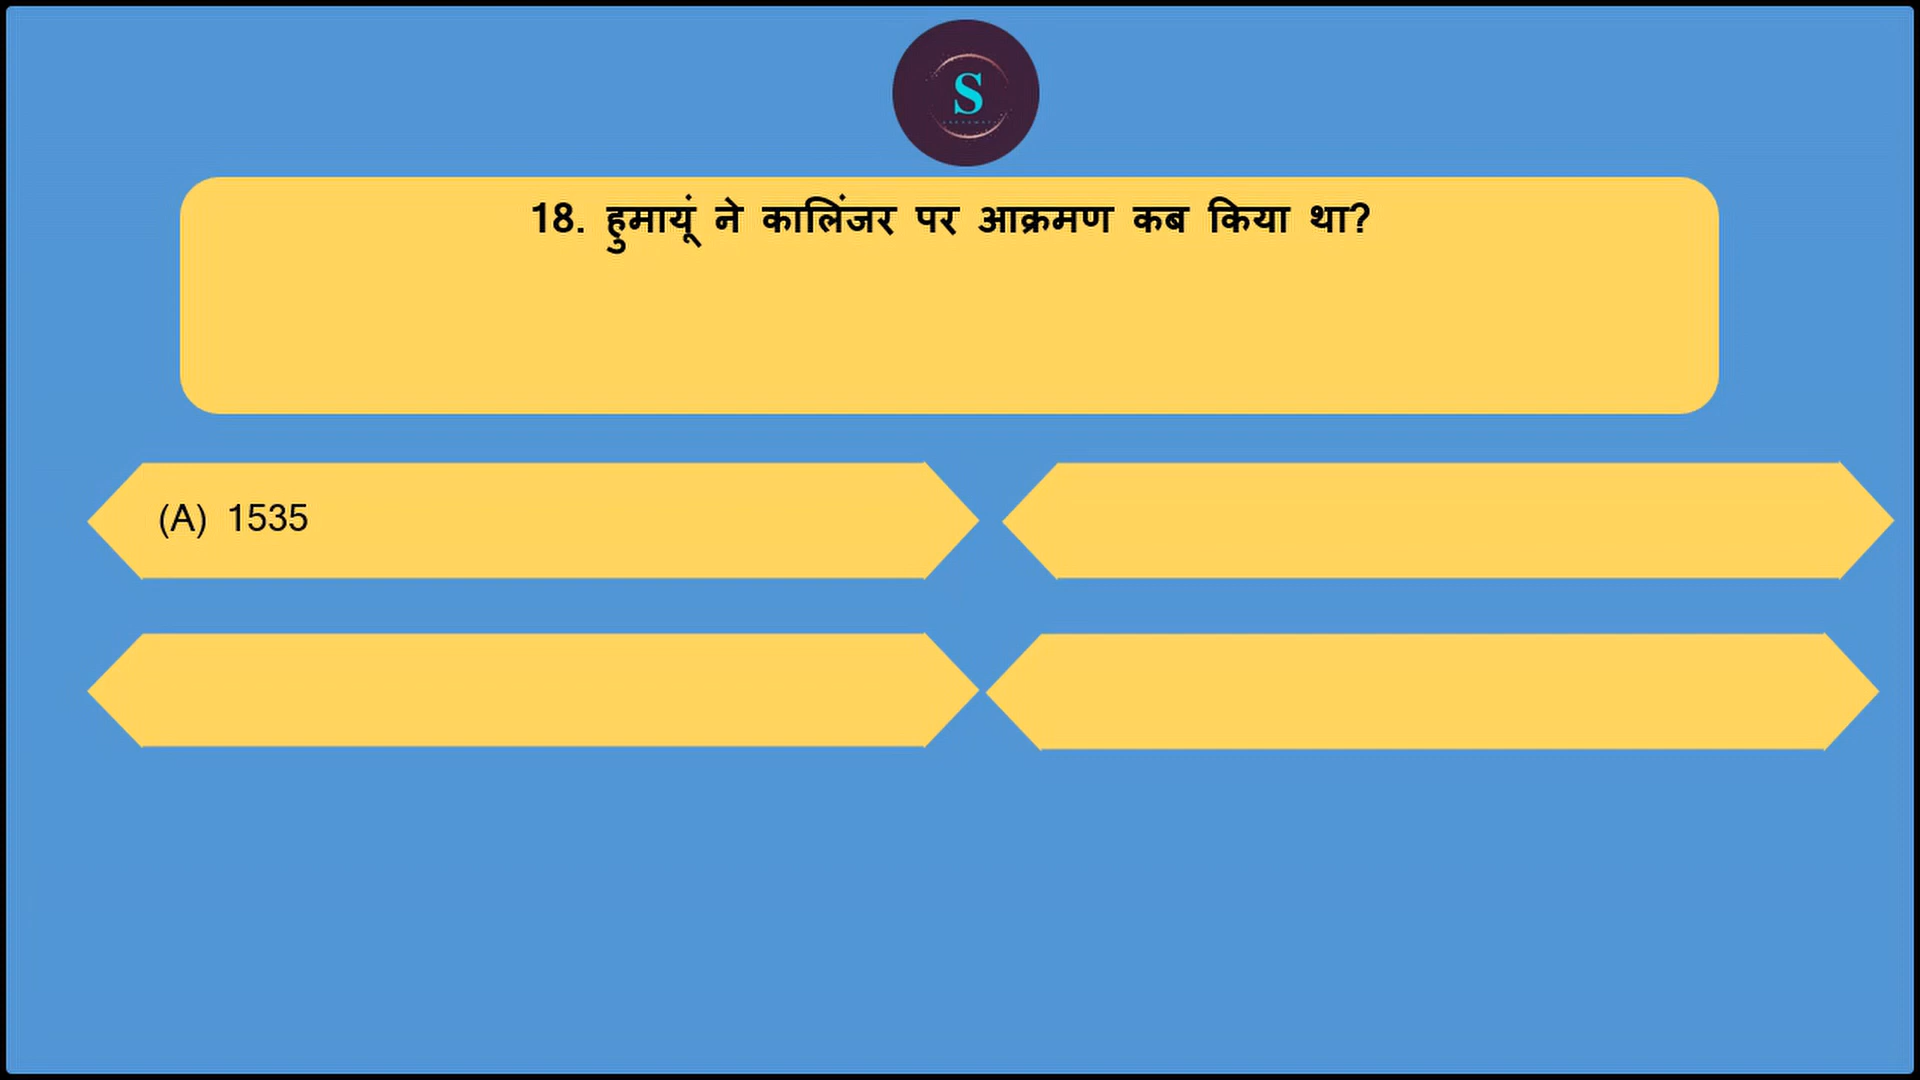 S
18. हुमायूं ने कालिंजर पर आक्रमण कब किया था?
(A) 1535